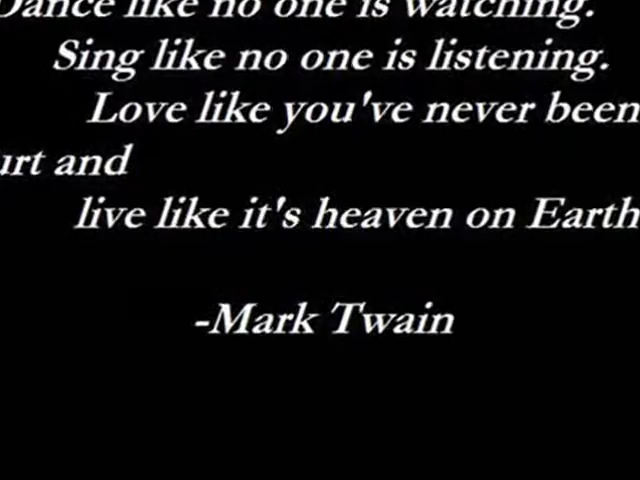 Dance like no one is watching.
Sing like no one is listening.
Love like you've never been
urt and
live like it's heaven on Earth
-Mark Twain